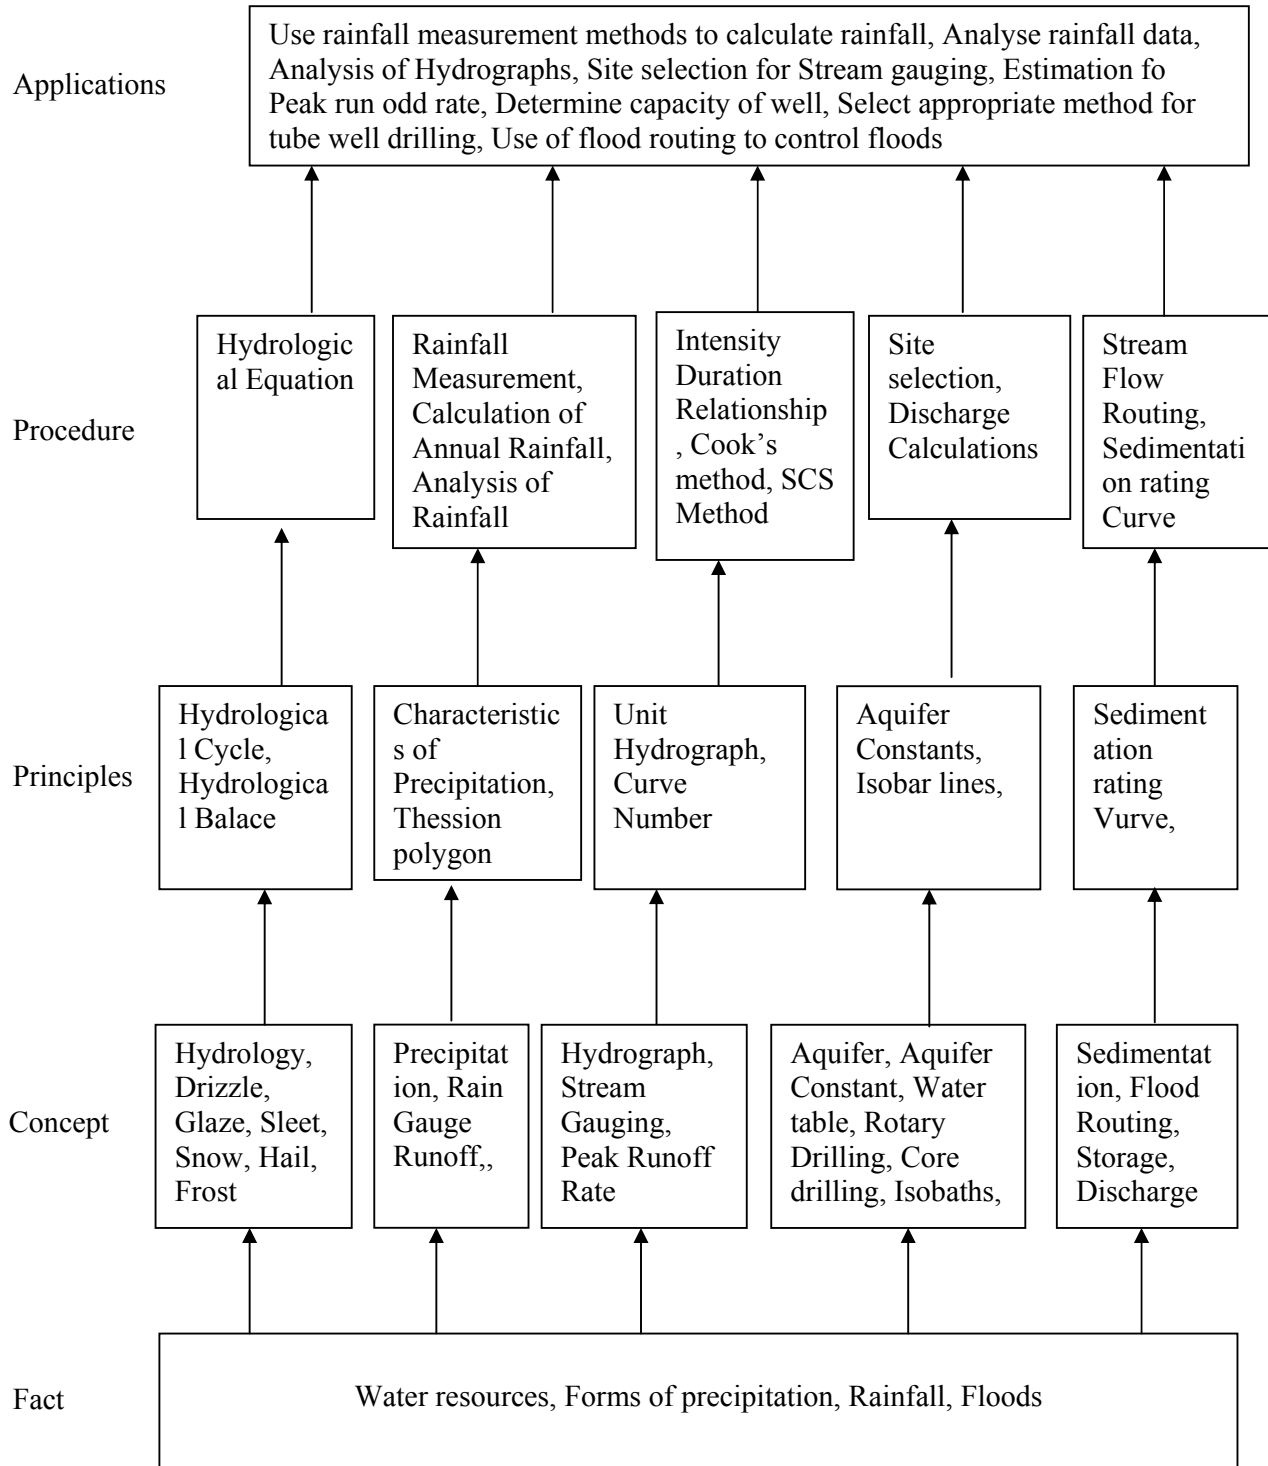 Applications
Use rainfall measurement methods to calculate rainfall, Analyse rainfall data,
Analysis of Hydrographs, Site selection for Stream gauging, Estimation fo
Peak run odd rate, Determine capacity of well, Select appropriate method for
tube well drilling, Use of flood routing to control floods
Procedure
Hydrologic
al Equation
Rainfall
Measurement,
Calculation of
Annual Rainfall,
Analysis of
Rainfall
Intensity
Duration
Relationship
, Cook’s
method, SCS
Method
Site
selection,
Discharge
Calculations
Stream
Flow
Routing,
Sedimentati
on rating
Curve
Principles
Hydrologica
l Cycle,
Hydrologica
l Balace
Characteristic
s of
Precipitation,
Thession
polygon
Unit
Hydrograph,
Curve
Number
Aquifer
Constants,
Isobar lines,
Sediment
ation
rating
Vurve,
Concept
Hydrology,
Drizzle,
Glaze, Sleet,
Snow, Hail,
Frost
Precipitat
ion, Rain
Gauge
Runoff,,
Hydrograph,
Stream
Gauging,
Peak Runoff
Rate
Aquifer, Aquifer
Constant, Water
table, Rotary
Drilling, Core
drilling, Isobaths,
Sedimentat
ion, Flood
Routing,
Storage,
Discharge
Fact
Water resources, Forms of precipitation, Rainfall, Floods